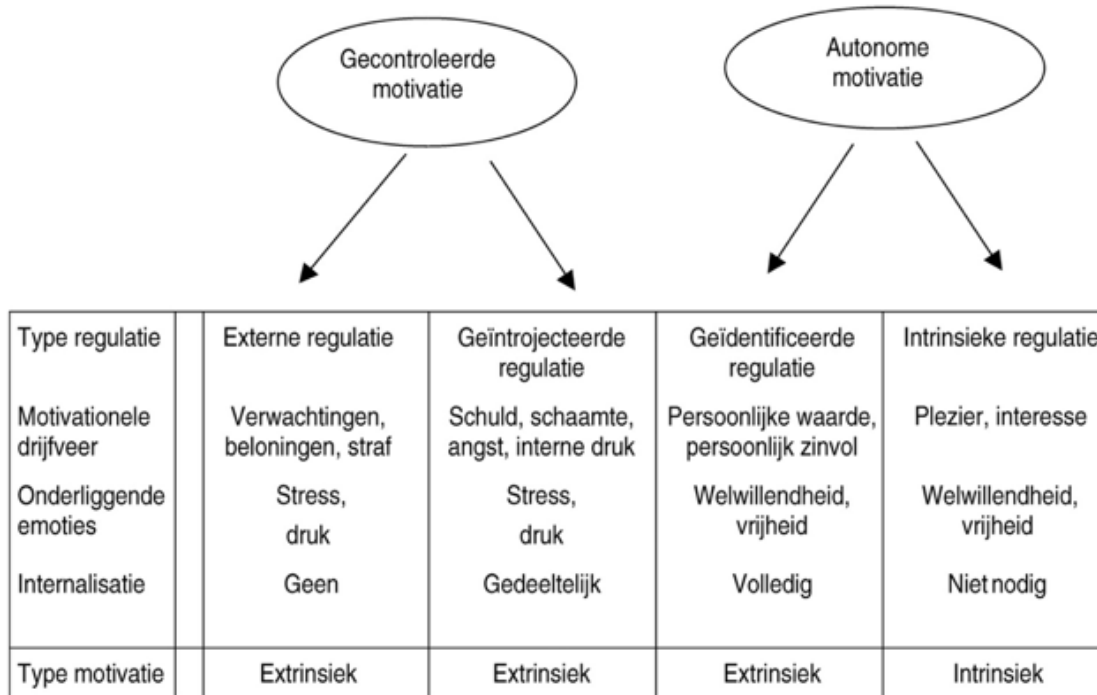 Gecontroleerde
motivatie
Autonome
motivatie
Type regulatie
Externe regulatie
Geïntrojecteerde
regulatie
Geïdentificeerde
regulatie
Intrinsieke regulatie
Motivationele
drijfveer
Verwachtingen,
beloningen, straf
Schuld, schaamte,
angst, interne druk
Persoonlijke waarde,
persoonlijk zinvol
Plezier, interesse
Onderliggende
emoties
Stress,
druk
Stress,
druk
Welwillendheid,
vrijheid
Welwillendheid,
vrijheid
Internalisatie
Geen
Gedeeltelijk
Volledig
Niet nodig
Type motivatie
Extrinsiek
Extrinsiek
Extrinsiek
Intrinsiek